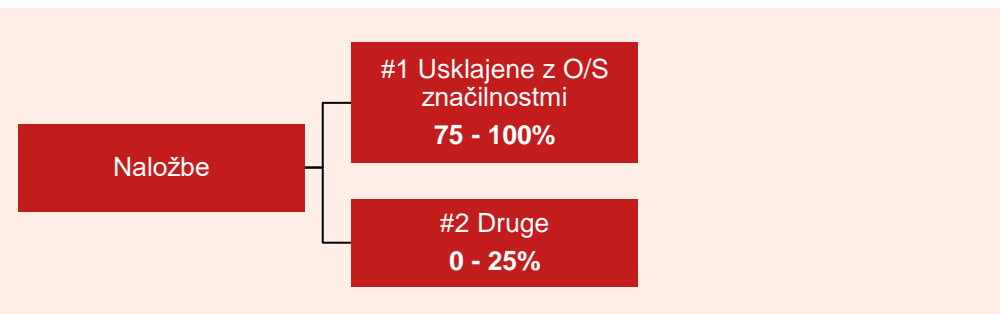 Naložbe
#1 Usklajene z O/S
značilnostmi
75 - 100%
#2 Druge
0 - 25%